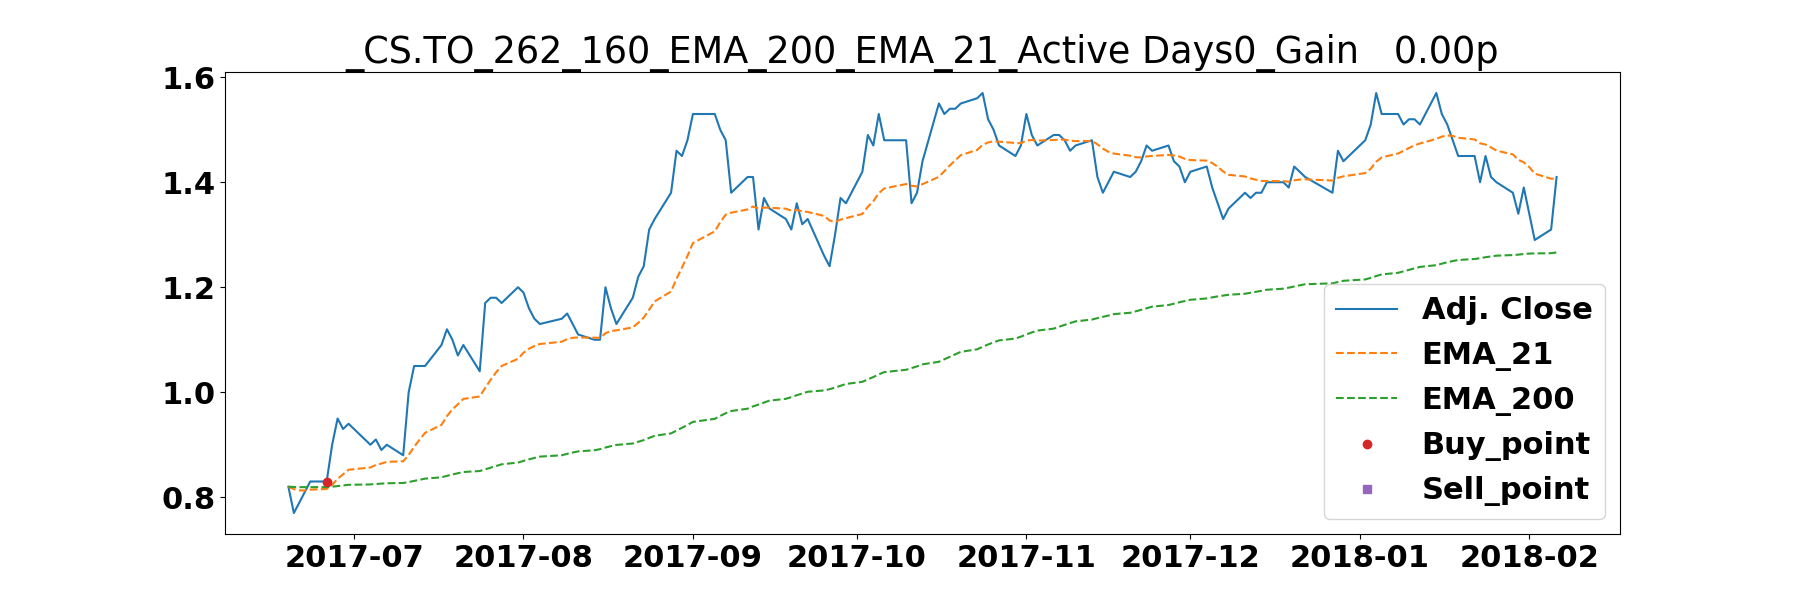 _CS.TO_262_160_EMA_200_EMA_21_Active Days0_Gain   0.00p
1.6
1.4
1.2
1.0
0.8
Adj. Close
EMA_21
EMA_200
Buy_point
Sell_point
2017-07 2017-08 2017-09 2017-10 2017-11 2017-12 2018-01 2018-02